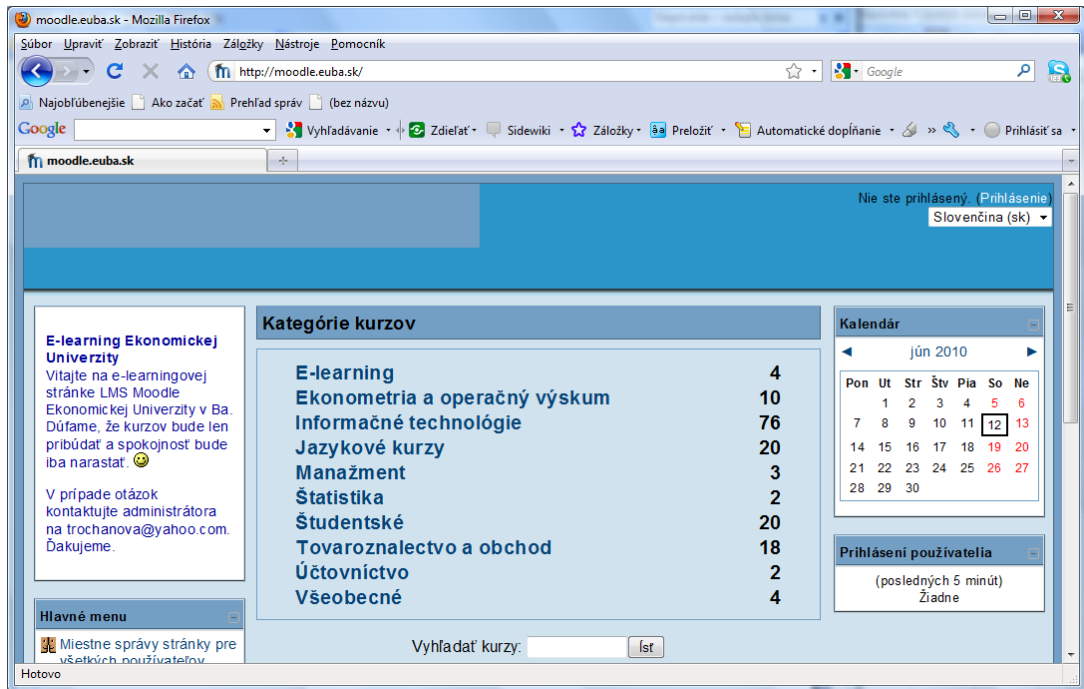 moodle.euba.sk - Mozilla Firefox
Súbor Upraviť Zobraziť História Záložky Nástroje Pomocník
http://moodle.euba.sk/
Google
Najobľúbenejšie Ako začať Prehľad správ (bez názvu)
Google Vyhľadávanie Zdieľať Sidewiki Záložky Preložiť Automatické dopĺňanie » Prihlásiť sa
moodle.euba.sk
Nie ste prihlásený. (Prihlásenie)
Slovenčina (sk)
E-learning Ekonomickej
Univerzity
Vitajte na e-learningovej
stránke LMS Moodle
Ekonomickej Univerzity v Ba.
Dúfame, že kurzov bude len
pribúdať a spokojnosť bude
iba narastať.
V prípade otázok
kontaktujte administrátora
na trochanova@yahoo.com.
Ďakujeme.
Hlavné menu
Miestne správy stránky pre
všetkých používateľov
Kategórie kurzov
E-learning 4
Ekonometria a operačný výskum 10
Informačné technológie 76
Jazykové kurzy 20
Manažment 3
Štatistika 2
Študentské 20
Tovaroznalectvo a obchod 18
Účtovníctvo 2
Všeobecné 4
Vyhľadať kurzy: Ísť
Kalendár
◄ jún 2010 ►
Pon Ut Str Štv Pia So Ne
1 2 3 4 5 6
7 8 9 10 11 12 13
14 15 16 17 18 19 20
21 22 23 24 25 26 27
28 29 30
Prihlásení používatelia
(posledných 5 minút)
Žiadne
Hotovo